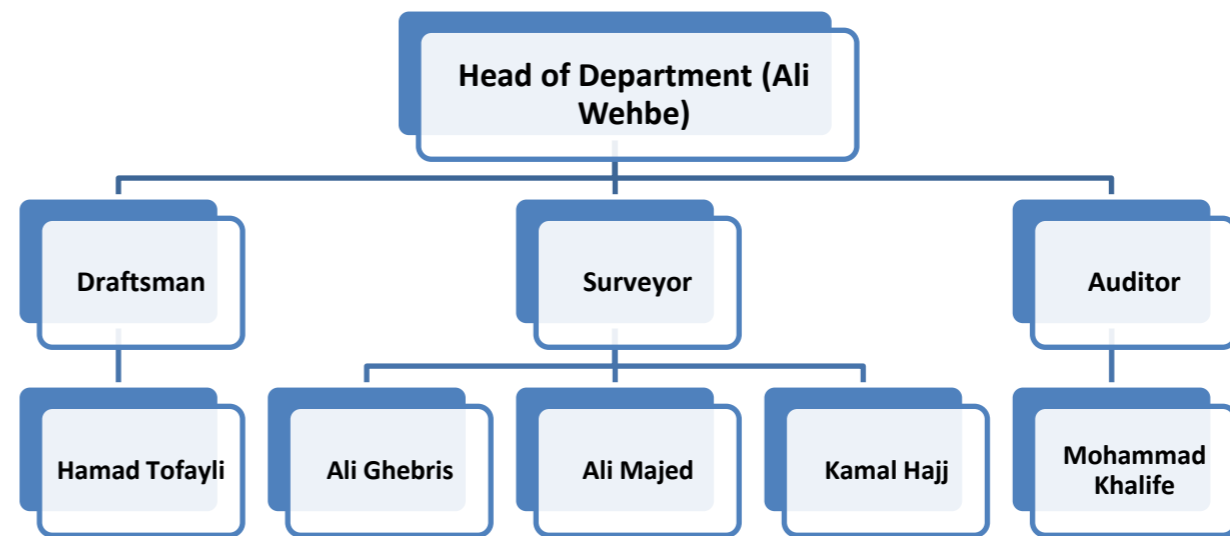 Head of Department (Ali
Wehbe)
Draftsman
Surveyor
Auditor
Hamad Tofayli
Ali Ghebris
Ali Majed
Kamal Hajj
Mohammad
Khalife